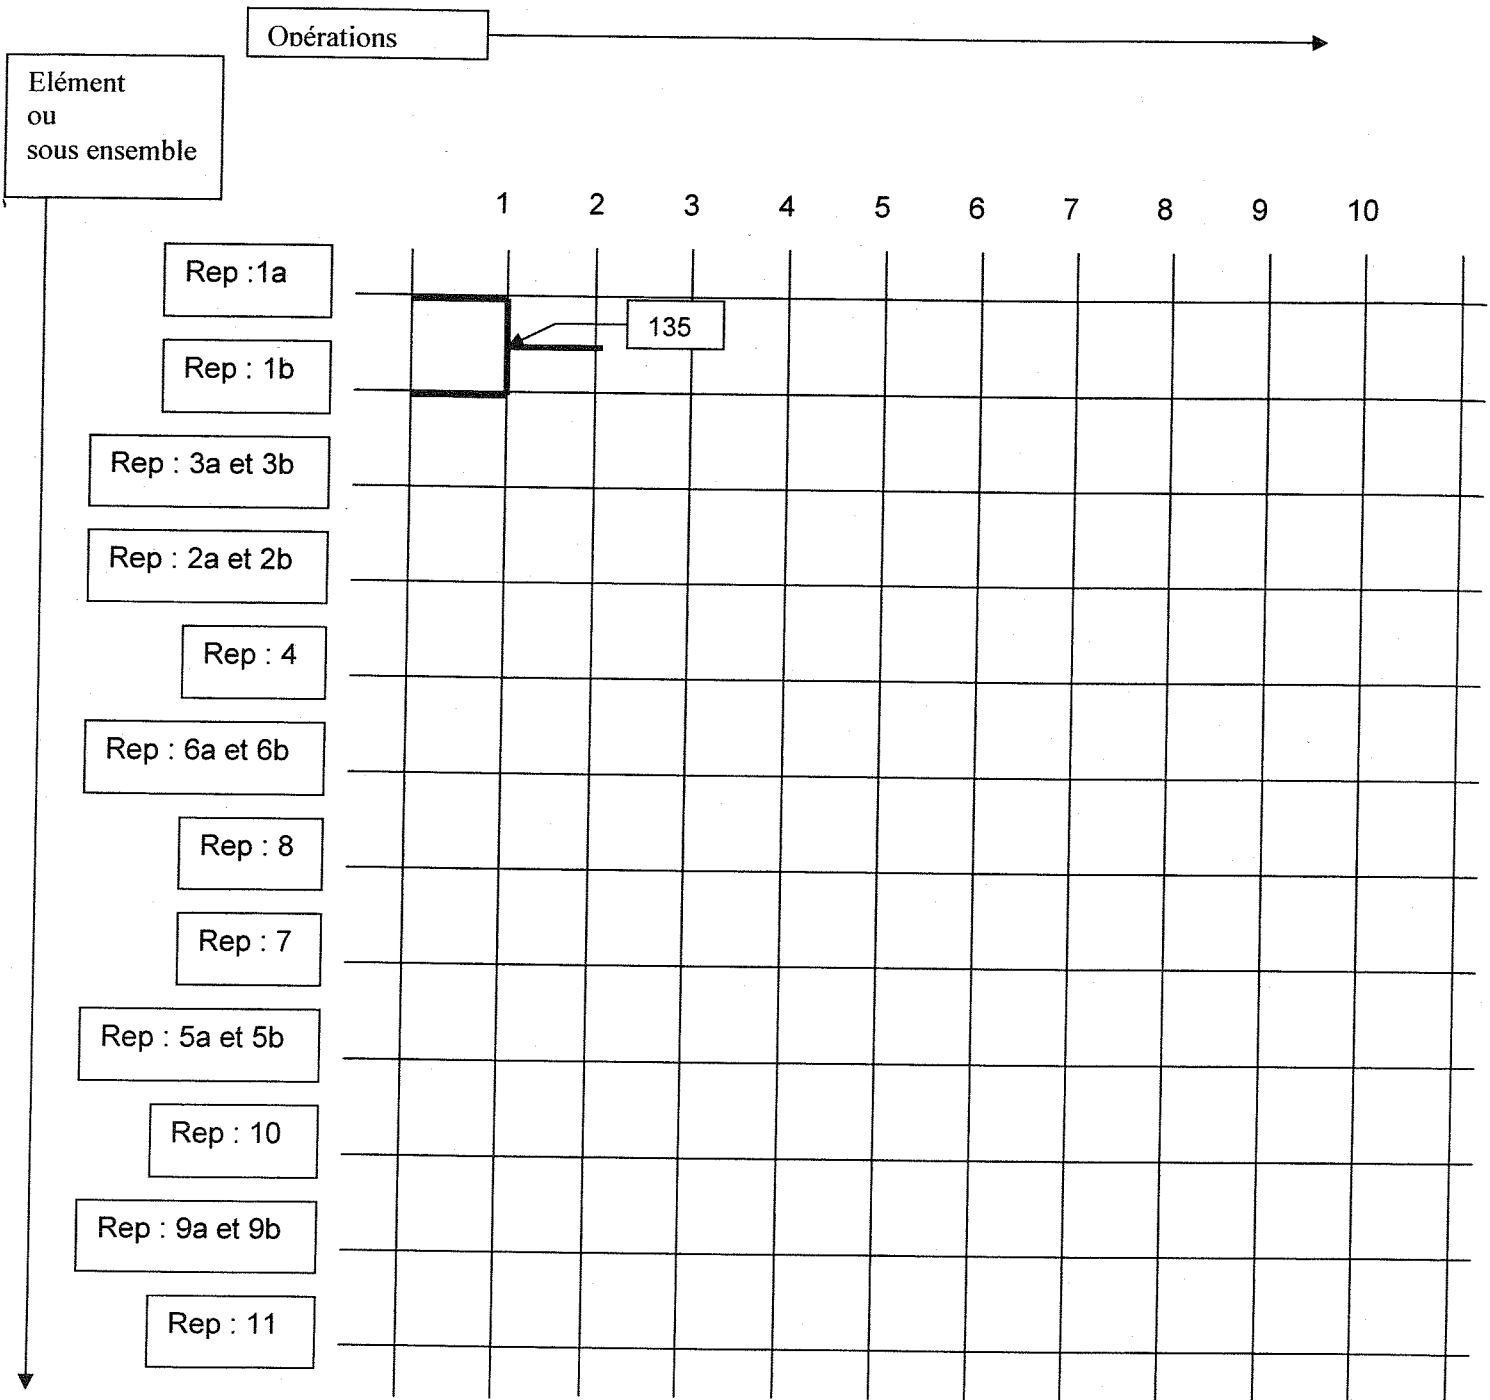 Opérations
Elément
ou
sous ensemble
1 2 3 4 5 6 7 8 9 10
Rep :1a
135
Rep : 1b
Rep : 3a et 3b
Rep : 2a et 2b
Rep : 4
Rep : 6a et 6b
Rep : 8
Rep : 7
Rep : 5a et 5b
Rep : 10
Rep : 9a et 9b
Rep : 11